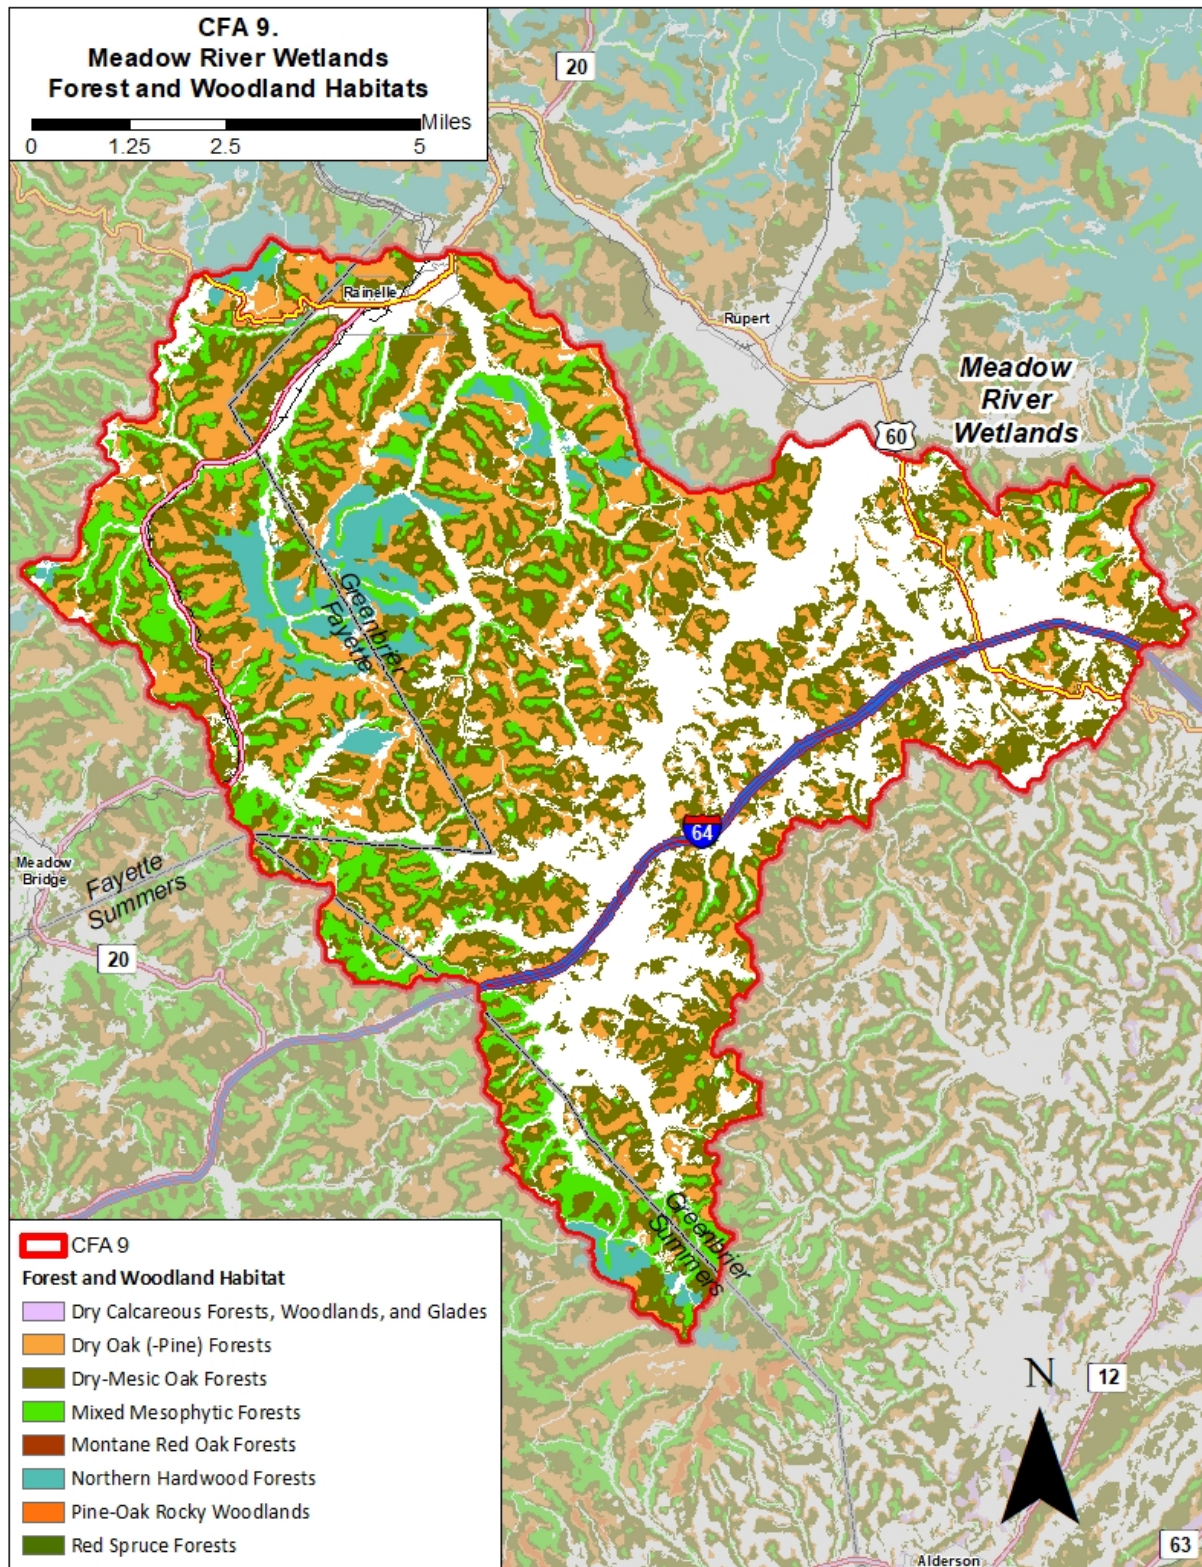 CFA 9.
Meadow River Wetlands
Forest and Woodland Habitats
Miles
0 1.25 2.5 5
20
Rainelle
Rupert
Meadow
River
Wetlands
60
Greenbrier
Fayette
64
Meadow
Bridge
Fayette
Summers
20
Greenbrier
Summers
CFA 9
Forest and Woodland Habitat
Dry Calcareous Forests, Woodlands, and Glades
Dry Oak (-Pine) Forests
Dry-Mesic Oak Forests
Mixed Mesophytic Forests
Montane Red Oak Forests
Northern Hardwood Forests
Pine-Oak Rocky Woodlands
Red Spruce Forests
N
12
63
Alderson